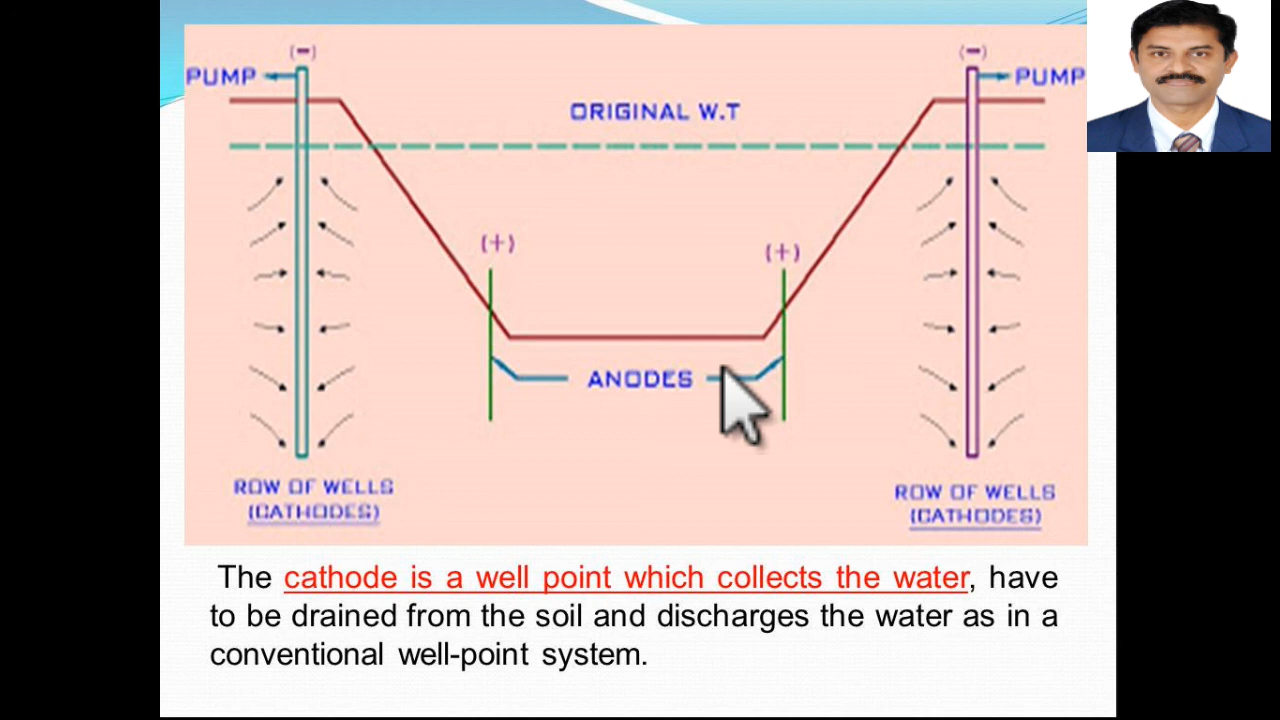 (-)
(-)
PUMP
PUMP
ORIGINAL W.T
(+)
(+)
ANODES
ROW OF WELLS
(CATHODES)
ROW OF WELLS
(CATHODES)
The cathode is a well point which collects the water, have
to be drained from the soil and discharges the water as in a
conventional well-point system.